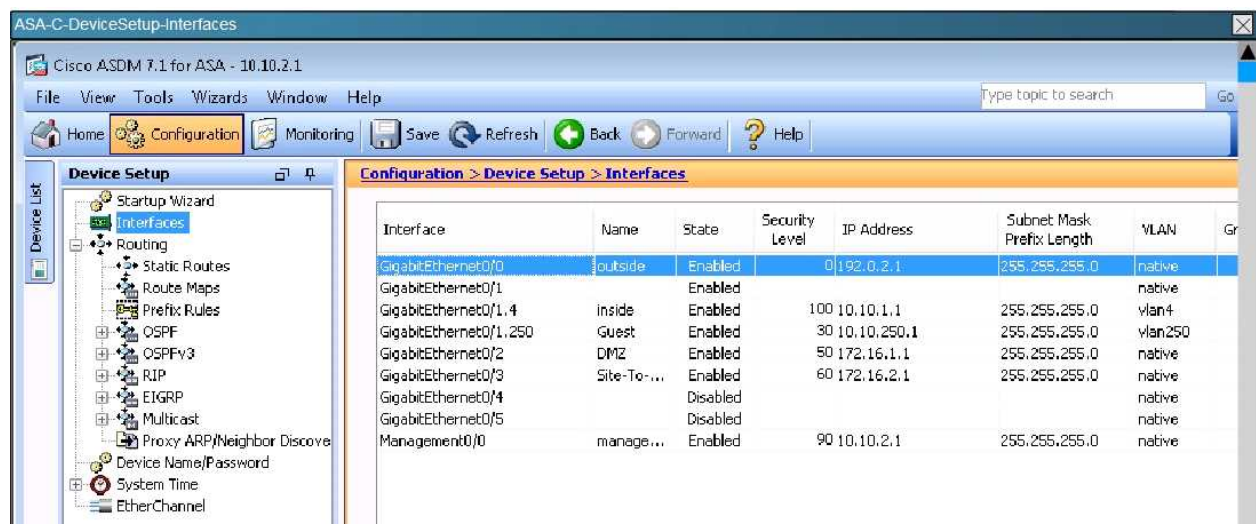 ASA-C-DeviceSetup-Interfaces
Cisco ASDM 7.1 for ASA - 10.10.2.1
File View Tools Wizards Window Help
Type topic to search Go
Home Configuration Monitoring Save Refresh Back Forward Help
Device List
Device Setup
Startup Wizard
Interfaces
Routing
Static Routes
Route Maps
Prefix Rules
OSPF
OSPFv3
RIP
EIGRP
Multicast
Proxy ARP/Neighbor Discove
Device Name/Password
System Time
EtherChannel
Configuration > Device Setup > Interfaces
Interface Name State Security Level IP Address Subnet Mask Prefix Length VLAN Gr
GigabitEthernet0/0 outside Enabled 0 192.0.2.1 255.255.255.0 native
GigabitEthernet0/1 Enabled native
GigabitEthernet0/1.4 inside Enabled 100 10.10.1.1 255.255.255.0 vlan4
GigabitEthernet0/1.250 Guest Enabled 30 10.10.250.1 255.255.255.0 vlan250
GigabitEthernet0/2 DMZ Enabled 50 172.16.1.1 255.255.255.0 native
GigabitEthernet0/3 Site-To-... Enabled 60 172.16.2.1 255.255.255.0 native
GigabitEthernet0/4 Disabled native
GigabitEthernet0/5 Disabled native
Management0/0 manage... Enabled 90 10.10.2.1 255.255.255.0 native